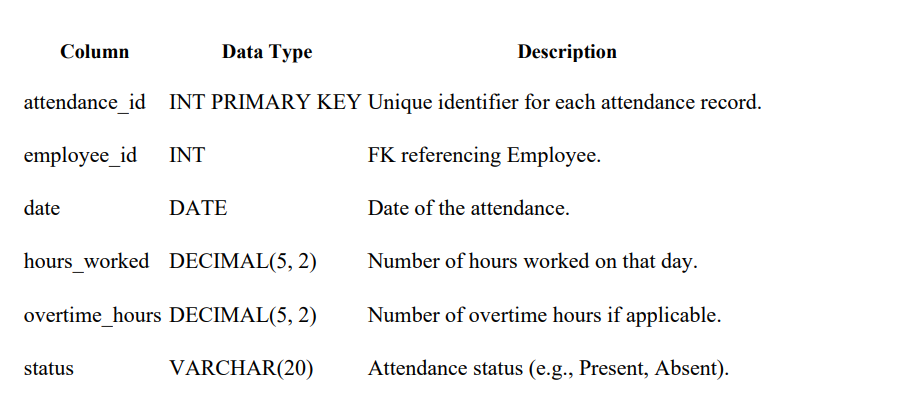 Column Data Type Description
attendance_id INT PRIMARY KEY Unique identifier for each attendance record.
employee_id INT FK referencing Employee.
date DATE Date of the attendance.
hours_worked DECIMAL(5, 2) Number of hours worked on that day.
overtime_hours DECIMAL(5, 2) Number of overtime hours if applicable.
status VARCHAR(20) Attendance status (e.g., Present, Absent).